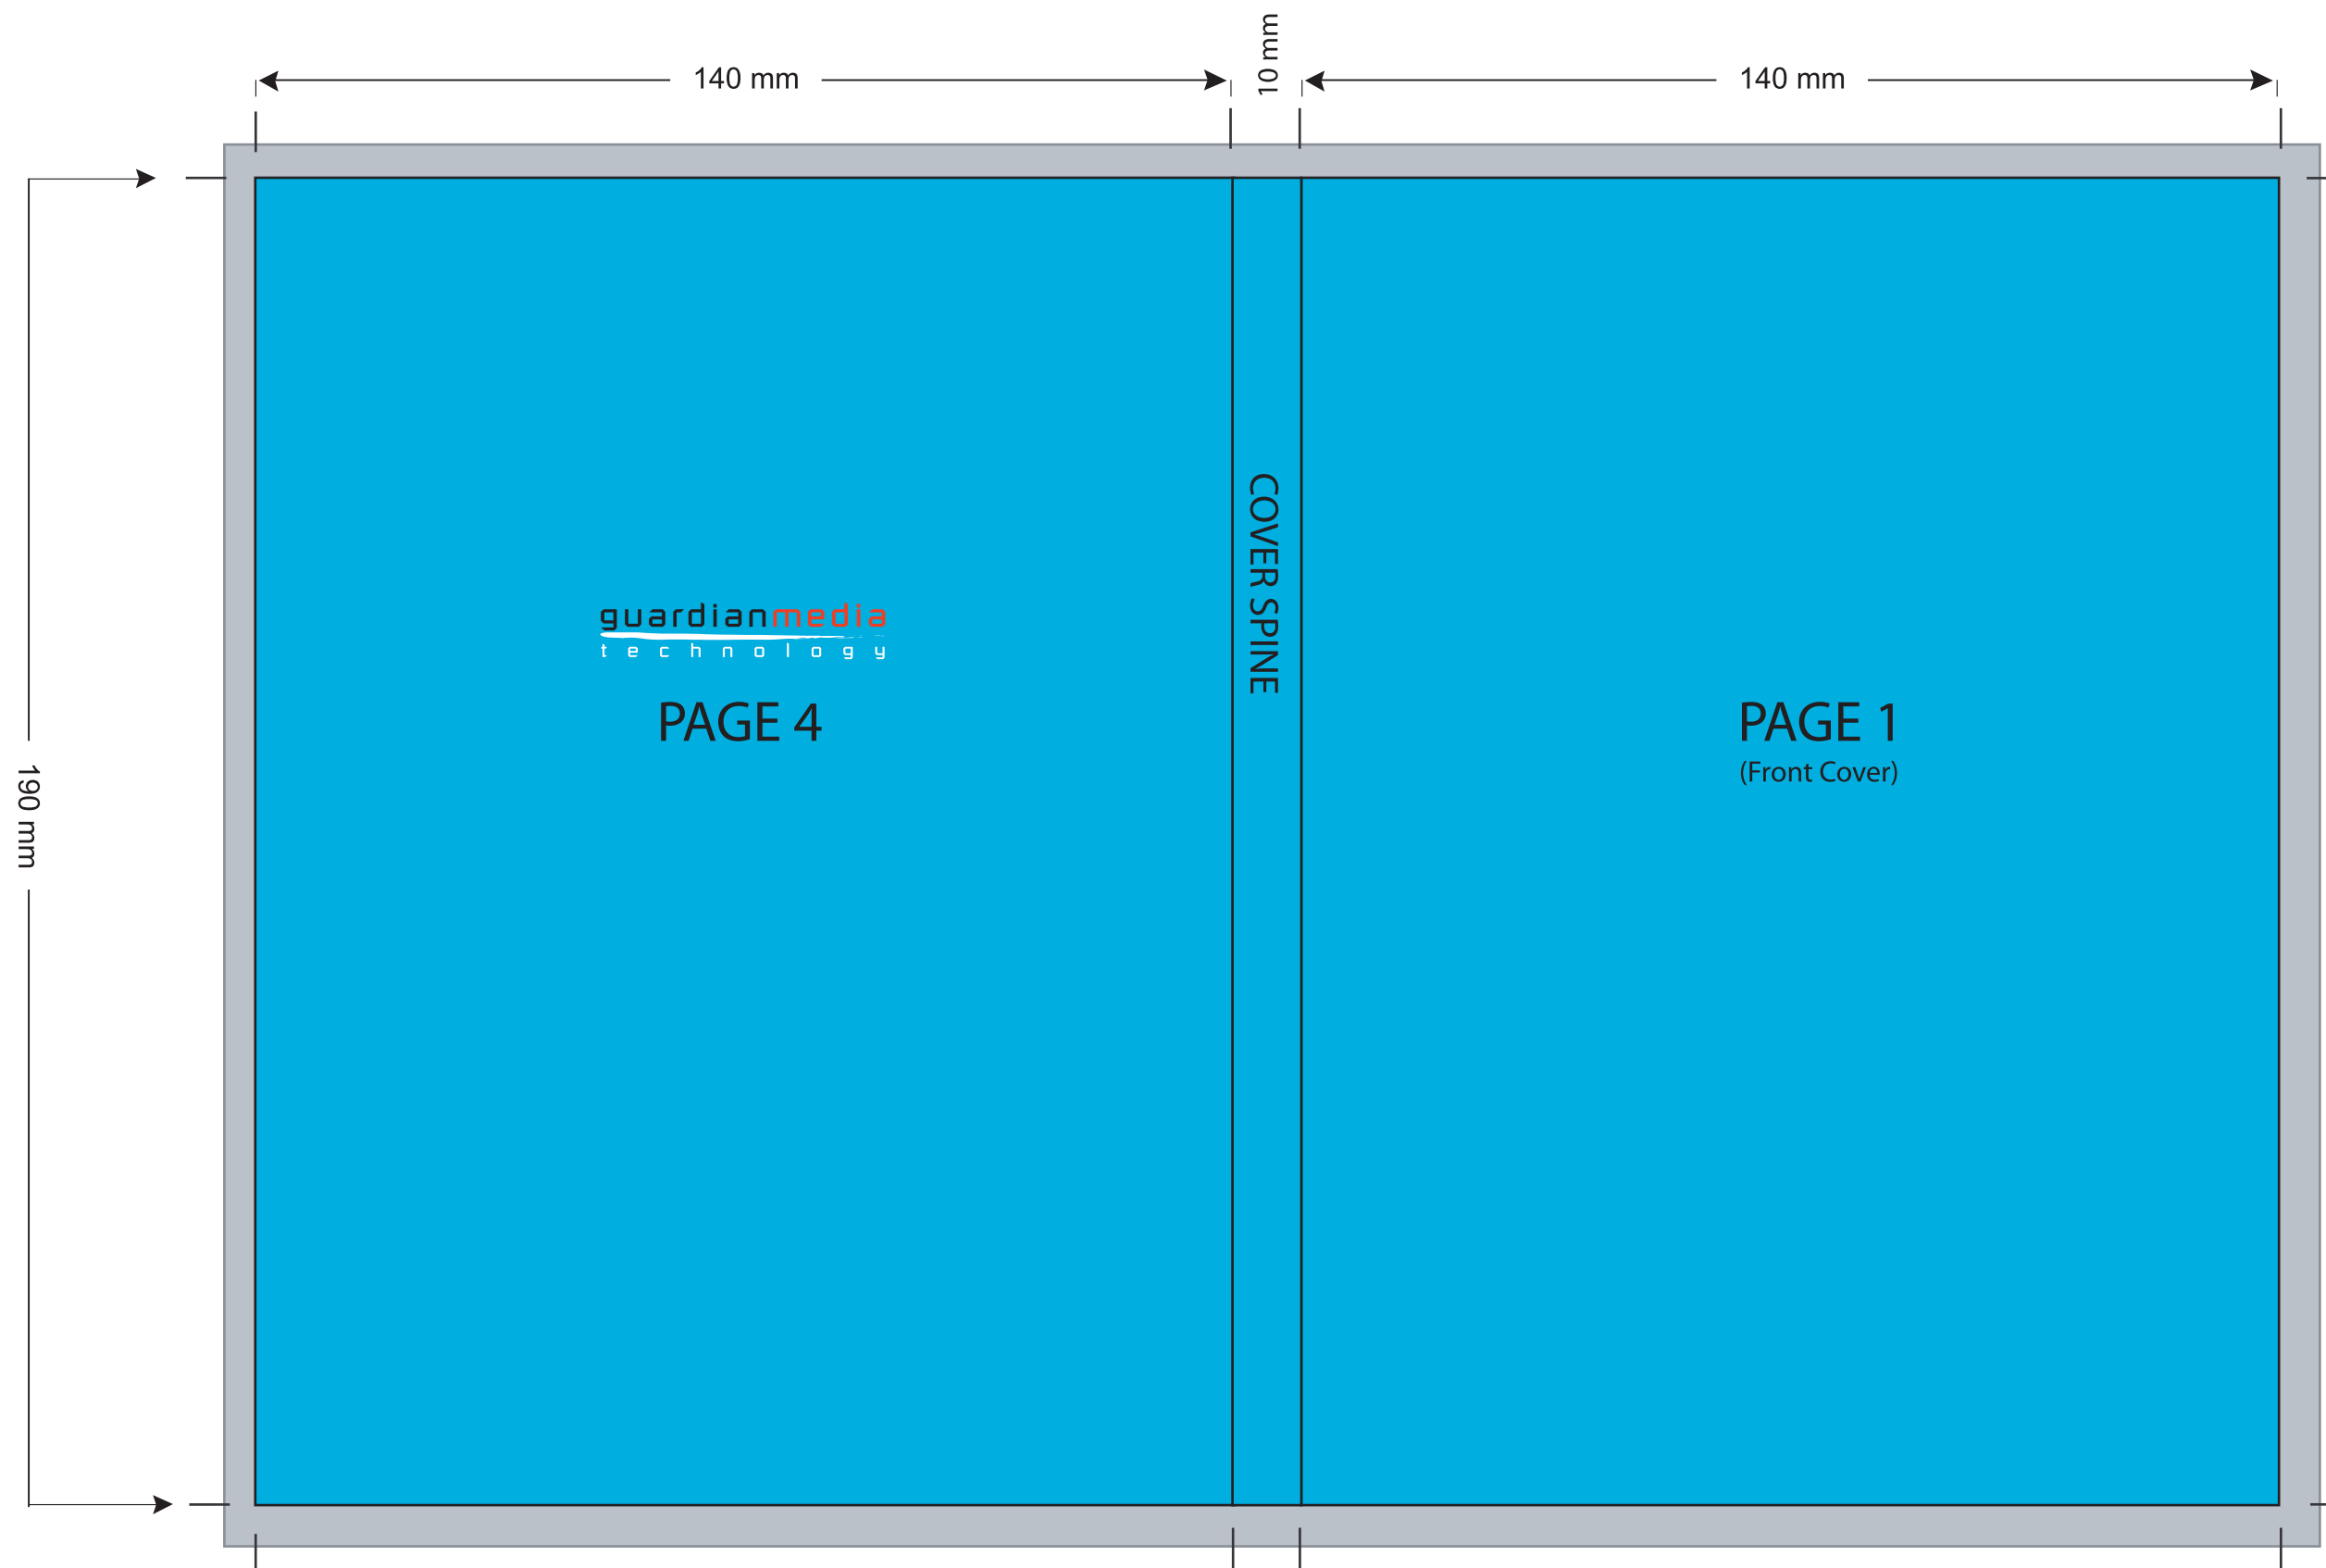 140 mm
10 mm
140 mm
190 mm
guardianmedia
technology
PAGE 4
COVER SPINE
PAGE 1
(Front Cover)